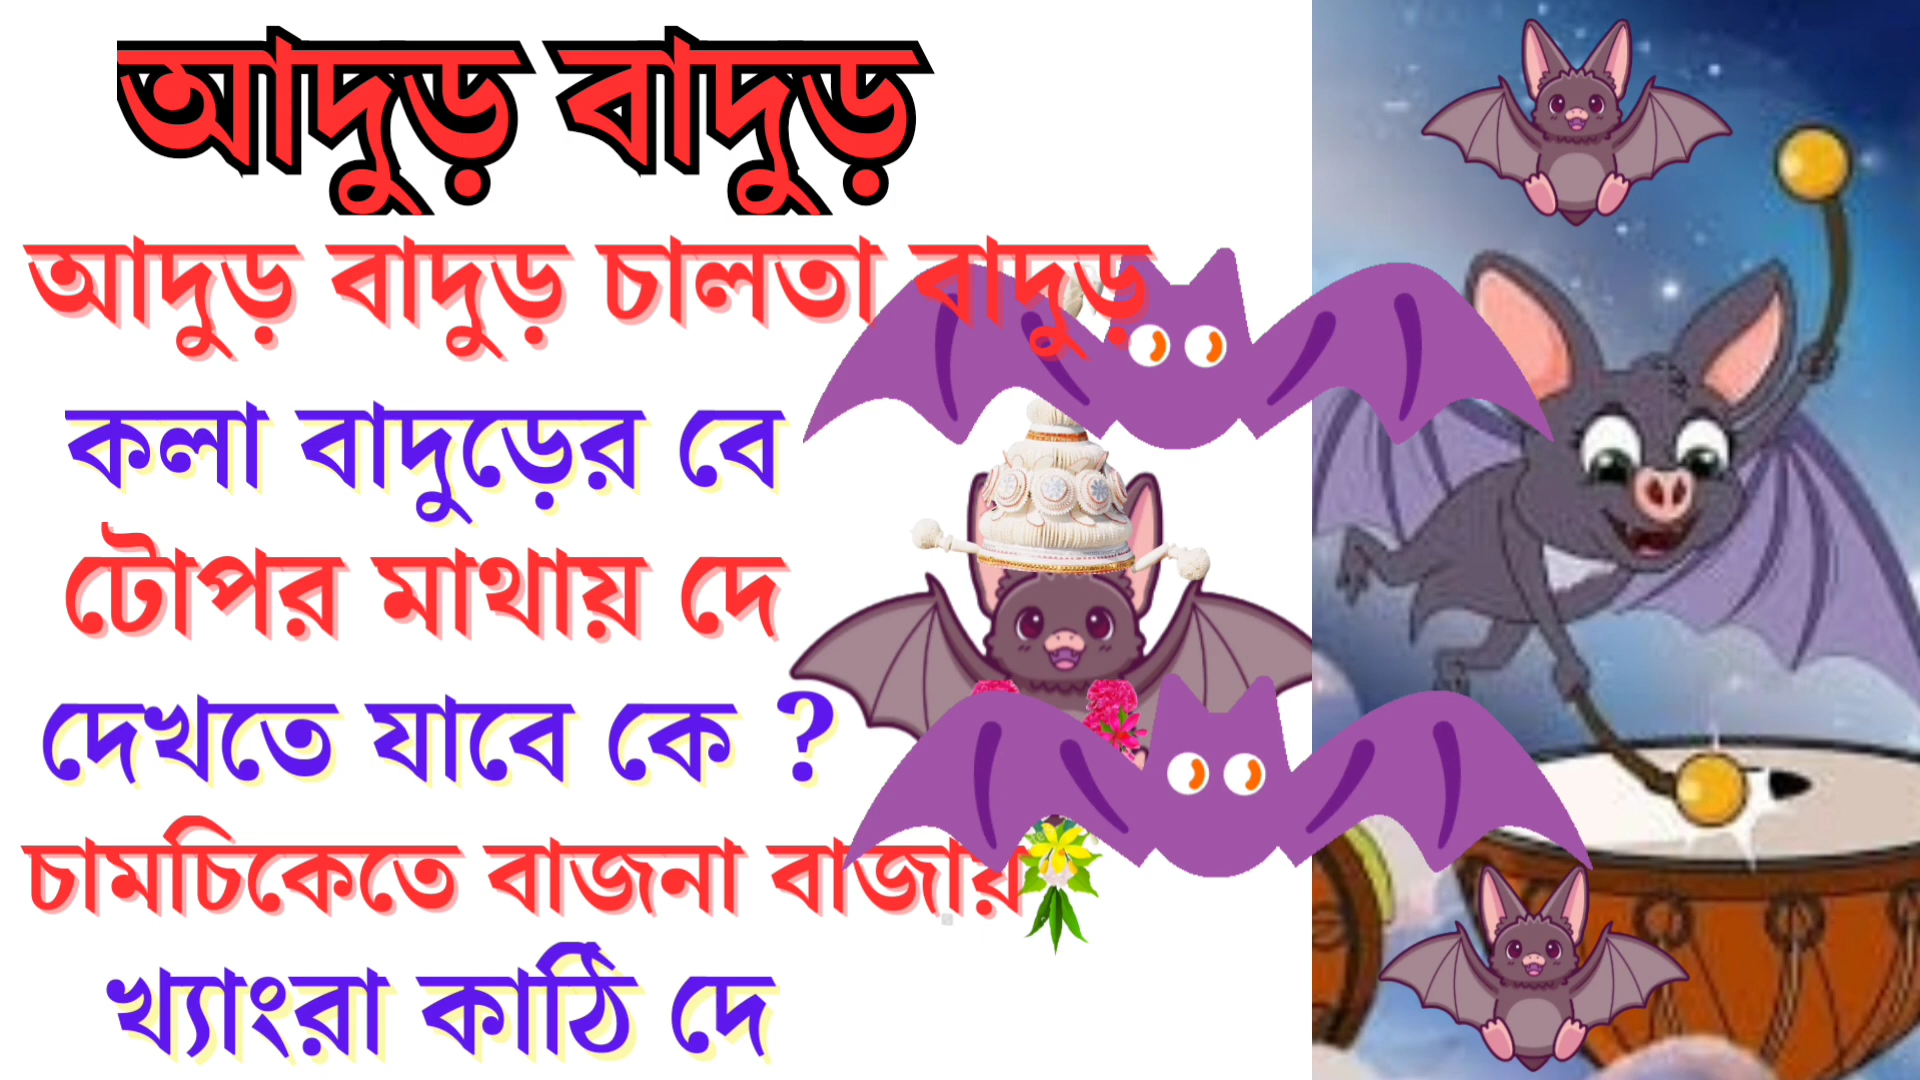 আদুড় বাদুড়
আদুড় বাদুড় চালতা বাদুড়
কলা বাদুড়ের বে
টোপর মাথায় দে
দেখতে যাবে কে ?
চামচিকেতে বাজনা বাজায়
খ্যাংরা কাঠি দে